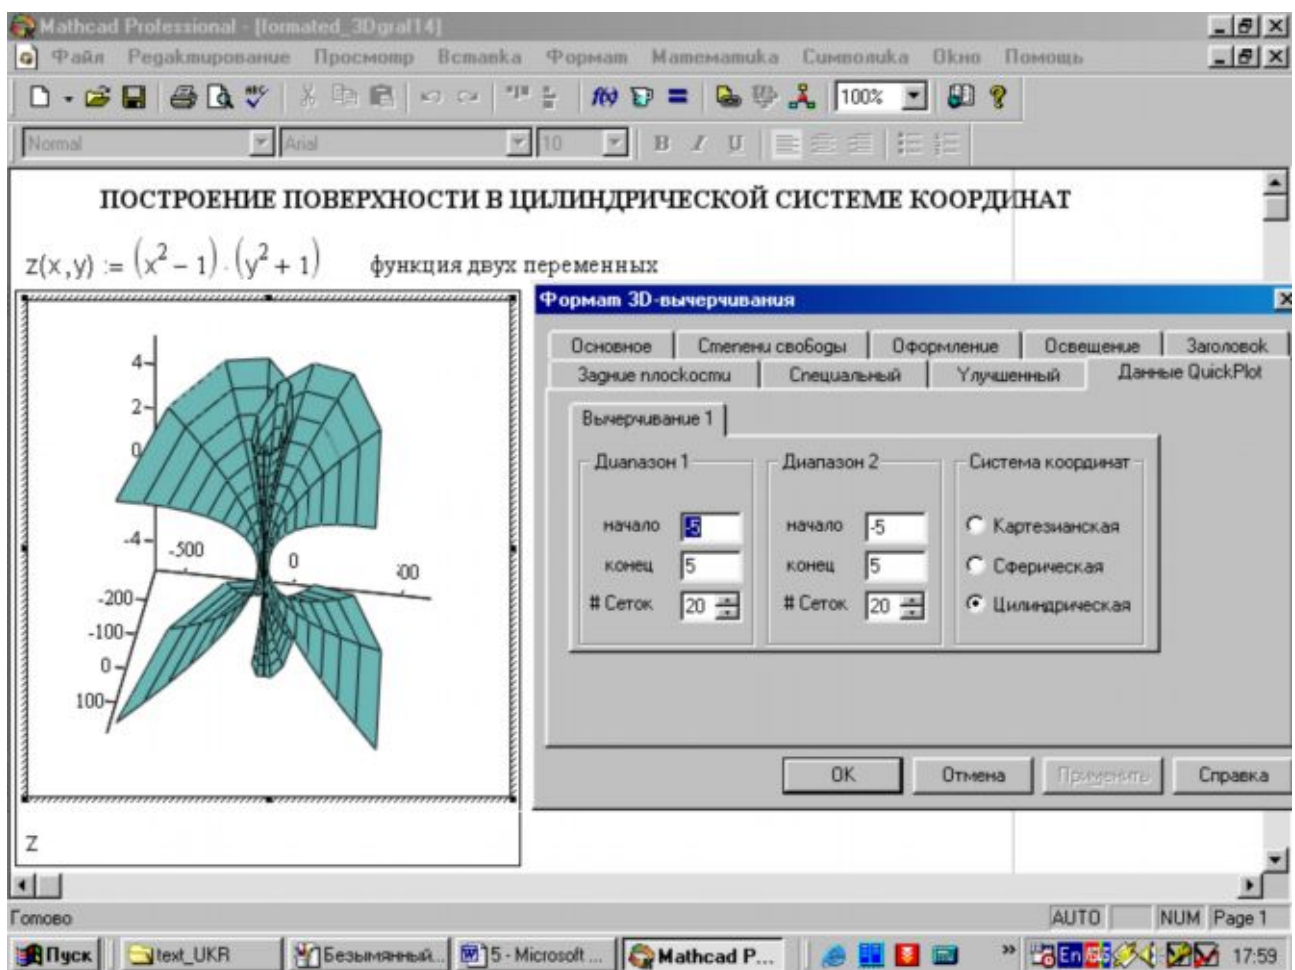 Mathcad Professional - [formated_3Dgral14]
Файл Редактирование Просмотр Вставка Формат Математика Символика Окно Помощь
100%
Normal Arial 10 B I U
ПОСТРОЕНИЕ ПОВЕРХНОСТИ В ЦИЛИНДРИЧЕСКОЙ СИСТЕМЕ КООРДИНАТ
z(x,y) := (x² − 1) · (y² + 1) функция двух переменных
Формат 3D-вычерчивания
Основное Степени свободы Оформление Освещение Заголовок
Задние плоскости Специальный Улучшенный Данные QuickPlot
Вычерчивание 1
Диапазон 1 Диапазон 2 Система координат
начало -5 начало -5 Картезианская
конец 5 конец 5 Сферическая
# Сеток 20 # Сеток 20 Цилиндрическая
OK Отмена Применить Справка
4
2
0
-4
-500 0
-200
-100
0
100
z
Готово AUTO NUM Page 1
Пуск text_UKR Безымянный... 5 - Microsoft ... Mathcad P... » En 17:59